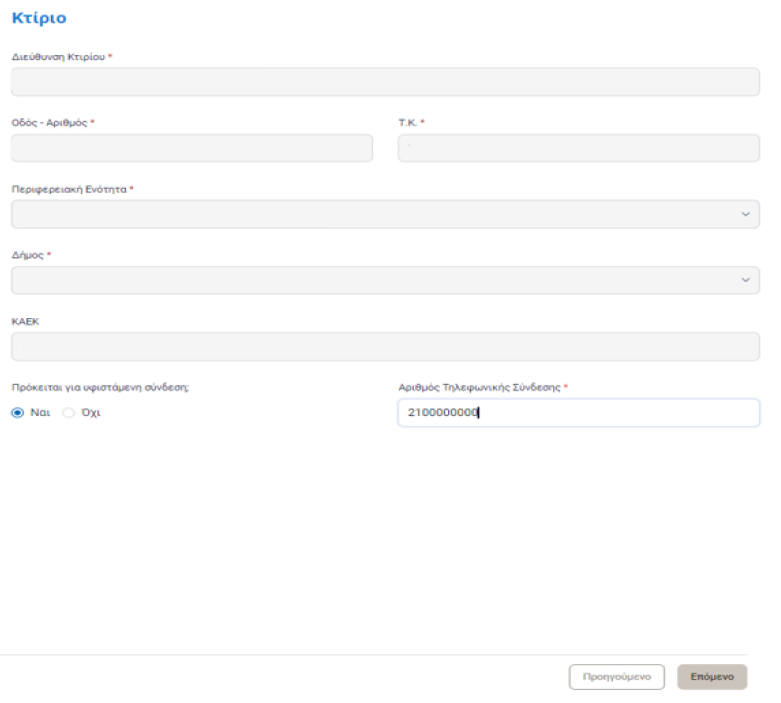 Κτίριο
Διεύθυνση Κτιρίου *
Οδός - Αριθμός * Τ.Κ. *
Περιφερειακή Ενότητα *
Δήμος *
ΚΑΕΚ
Πρόκειται για υφιστάμενη σύνδεση; Αριθμός Τηλεφωνικής Σύνδεσης *
Ναι Όχι 2100000000
Προηγούμενο Επόμενο